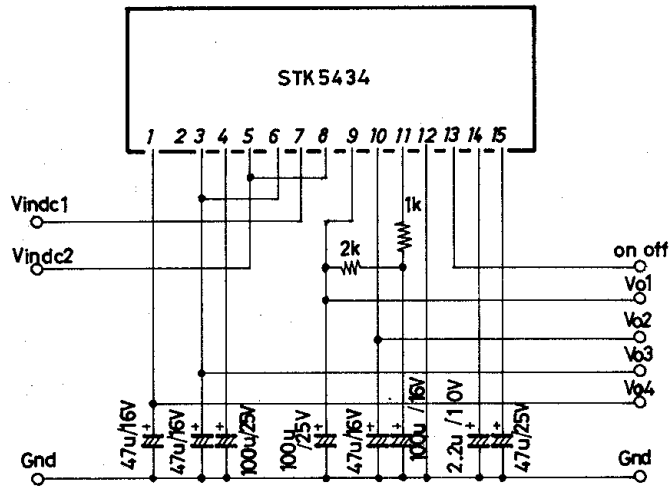 STK5434
1 2 3 4 5 6 7 8 9 10 11 12 13 14 15
Vindc1
1k
2k
Vindc2
on off
Vo1
Vo2
Vo3
Vo4
47u/16V
47u/16V
100u/25V
100u/25V
47u/16V
100u/16V
2.2u/10V
47u/25V
+ + + + + + + +
Gnd
Gnd